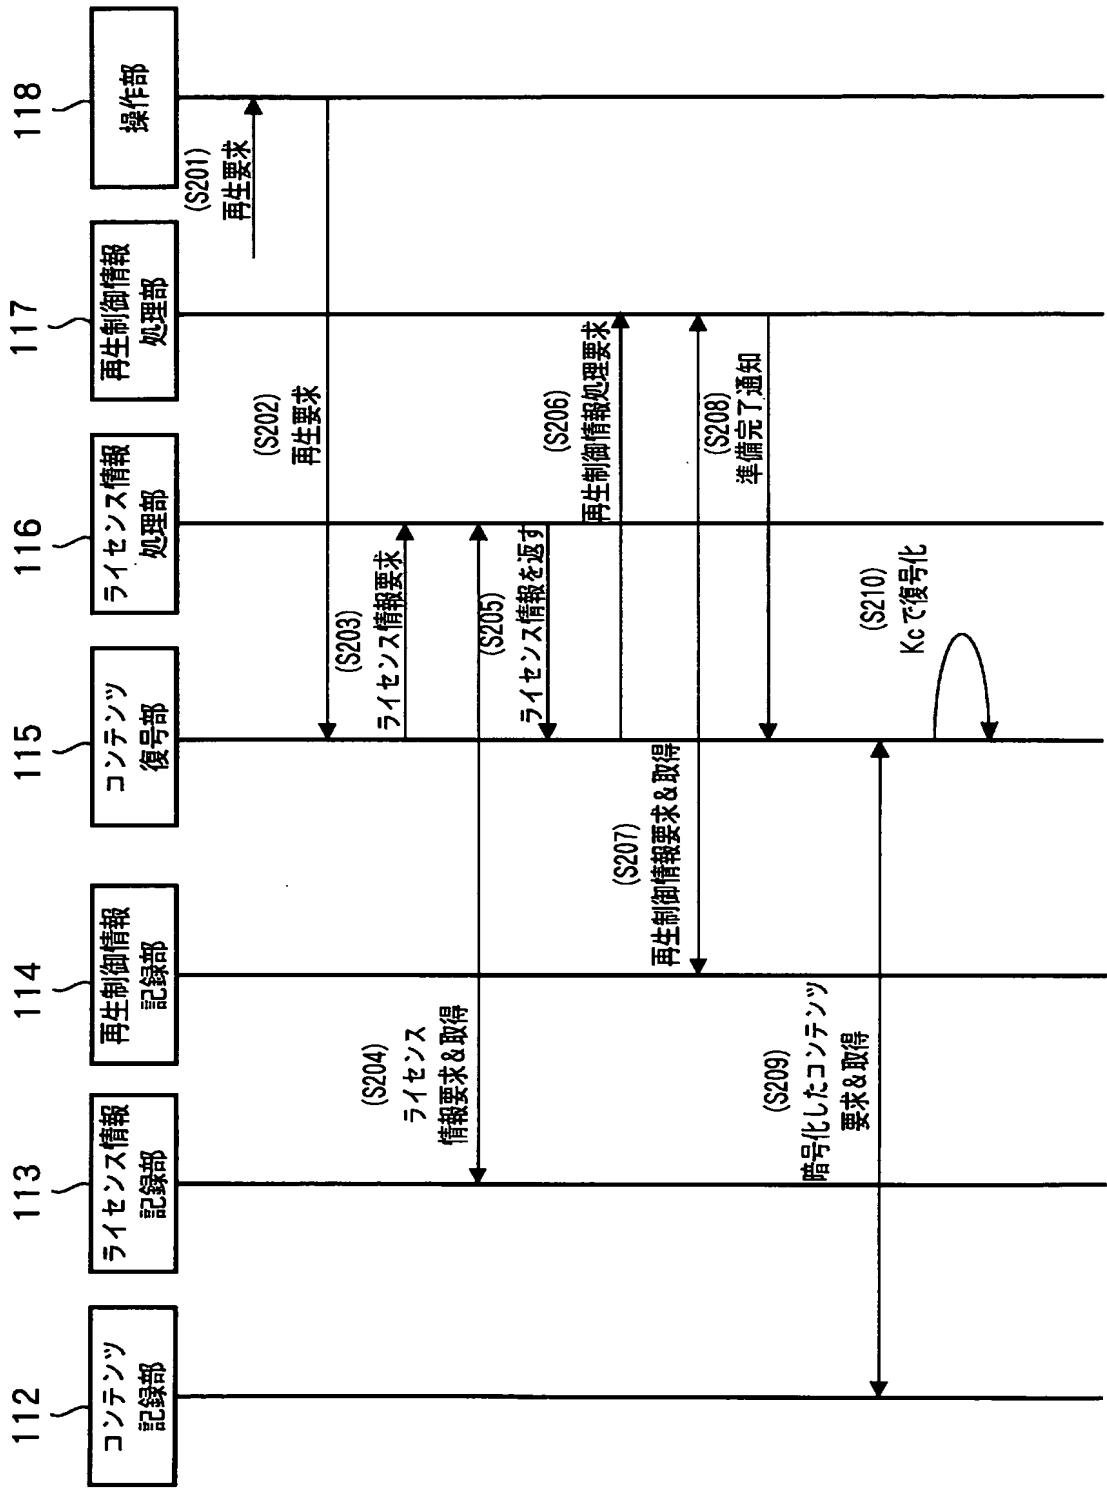 112
113
114
115
116
117
118
コンテンツ
記録部
ライセンス情報
記録部
再生制御情報
記録部
コンテンツ
復号部
ライセンス情報
処理部
再生制御情報
処理部
操作部
(S201)
再生要求
(S202)
再生要求
(S203)
ライセンス情報要求
(S204)
ライセンス
情報要求&取得
(S205)
ライセンス情報を返す
(S206)
再生制御情報処理要求
(S207)
再生制御情報要求&取得
(S208)
準備完了通知
(S209)
暗号化したコンテンツ
要求&取得
(S210)
Kcで復号化